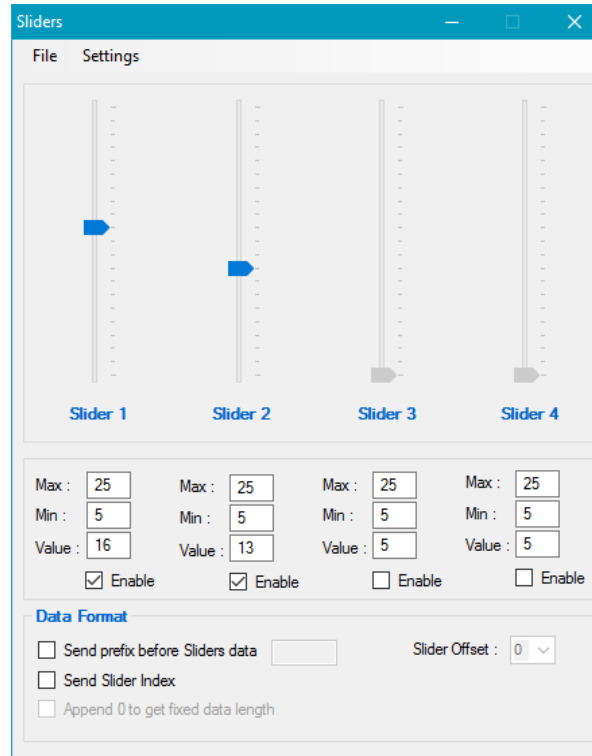 Sliders
File Settings
Slider 1 Slider 2 Slider 3 Slider 4
Max : 25 Max : 25 Max : 25 Max : 25
Min : 5 Min : 5 Min : 5 Min : 5
Value : 16 Value : 13 Value : 5 Value : 5
Enable Enable Enable Enable
Data Format
Send prefix before Sliders data Slider Offset : 0
Send Slider Index
Append 0 to get fixed data length